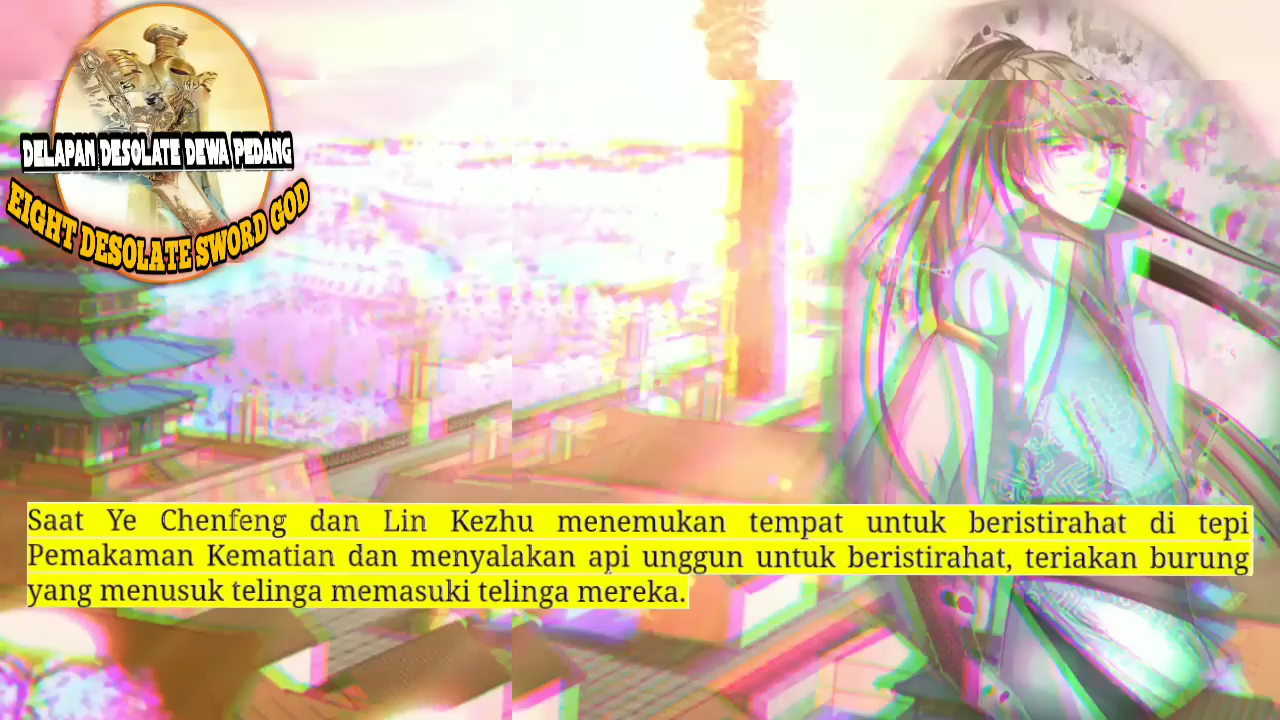 DELAPAN DESOLATE DEWA PEDANG
EIGHT DESOLATE SWORD GOD
Saat Ye Chenfeng dan Lin Kezhu menemukan tempat untuk beristirahat di tepi
Pemakaman Kematian dan menyalakan api unggun untuk beristirahat, teriakan burung
yang menusuk telinga memasuki telinga mereka.